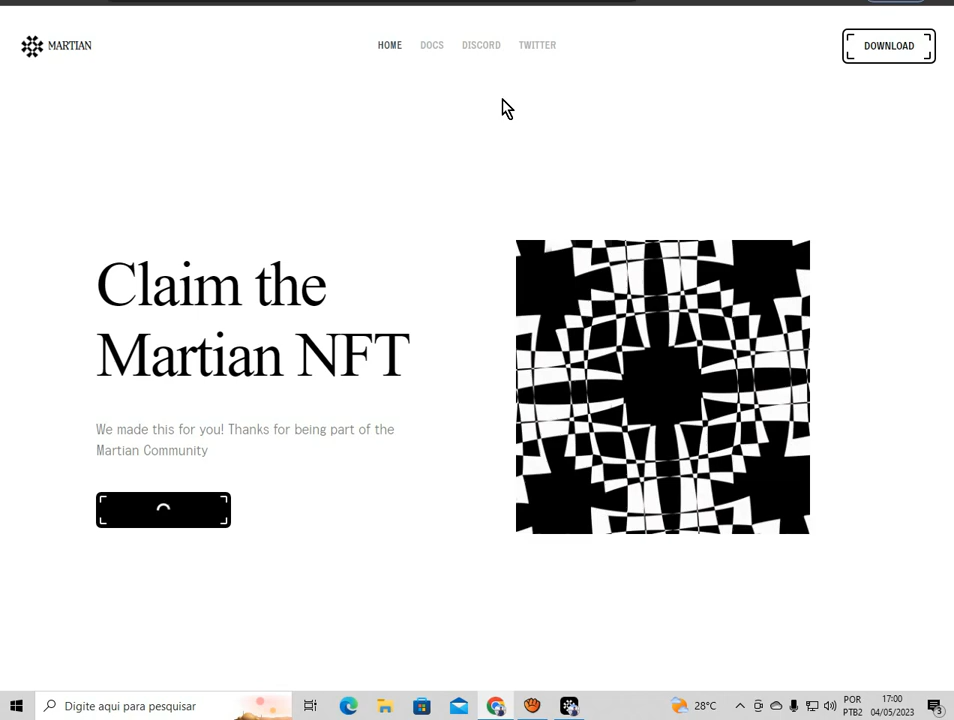 MARTIAN
HOME DOCS DISCORD TWITTER
DOWNLOAD
Claim the
Martian NFT
We made this for you! Thanks for being part of the
Martian Community
Digite aqui para pesquisar
28°C
POR
PTB2
17:00
04/05/2023
3